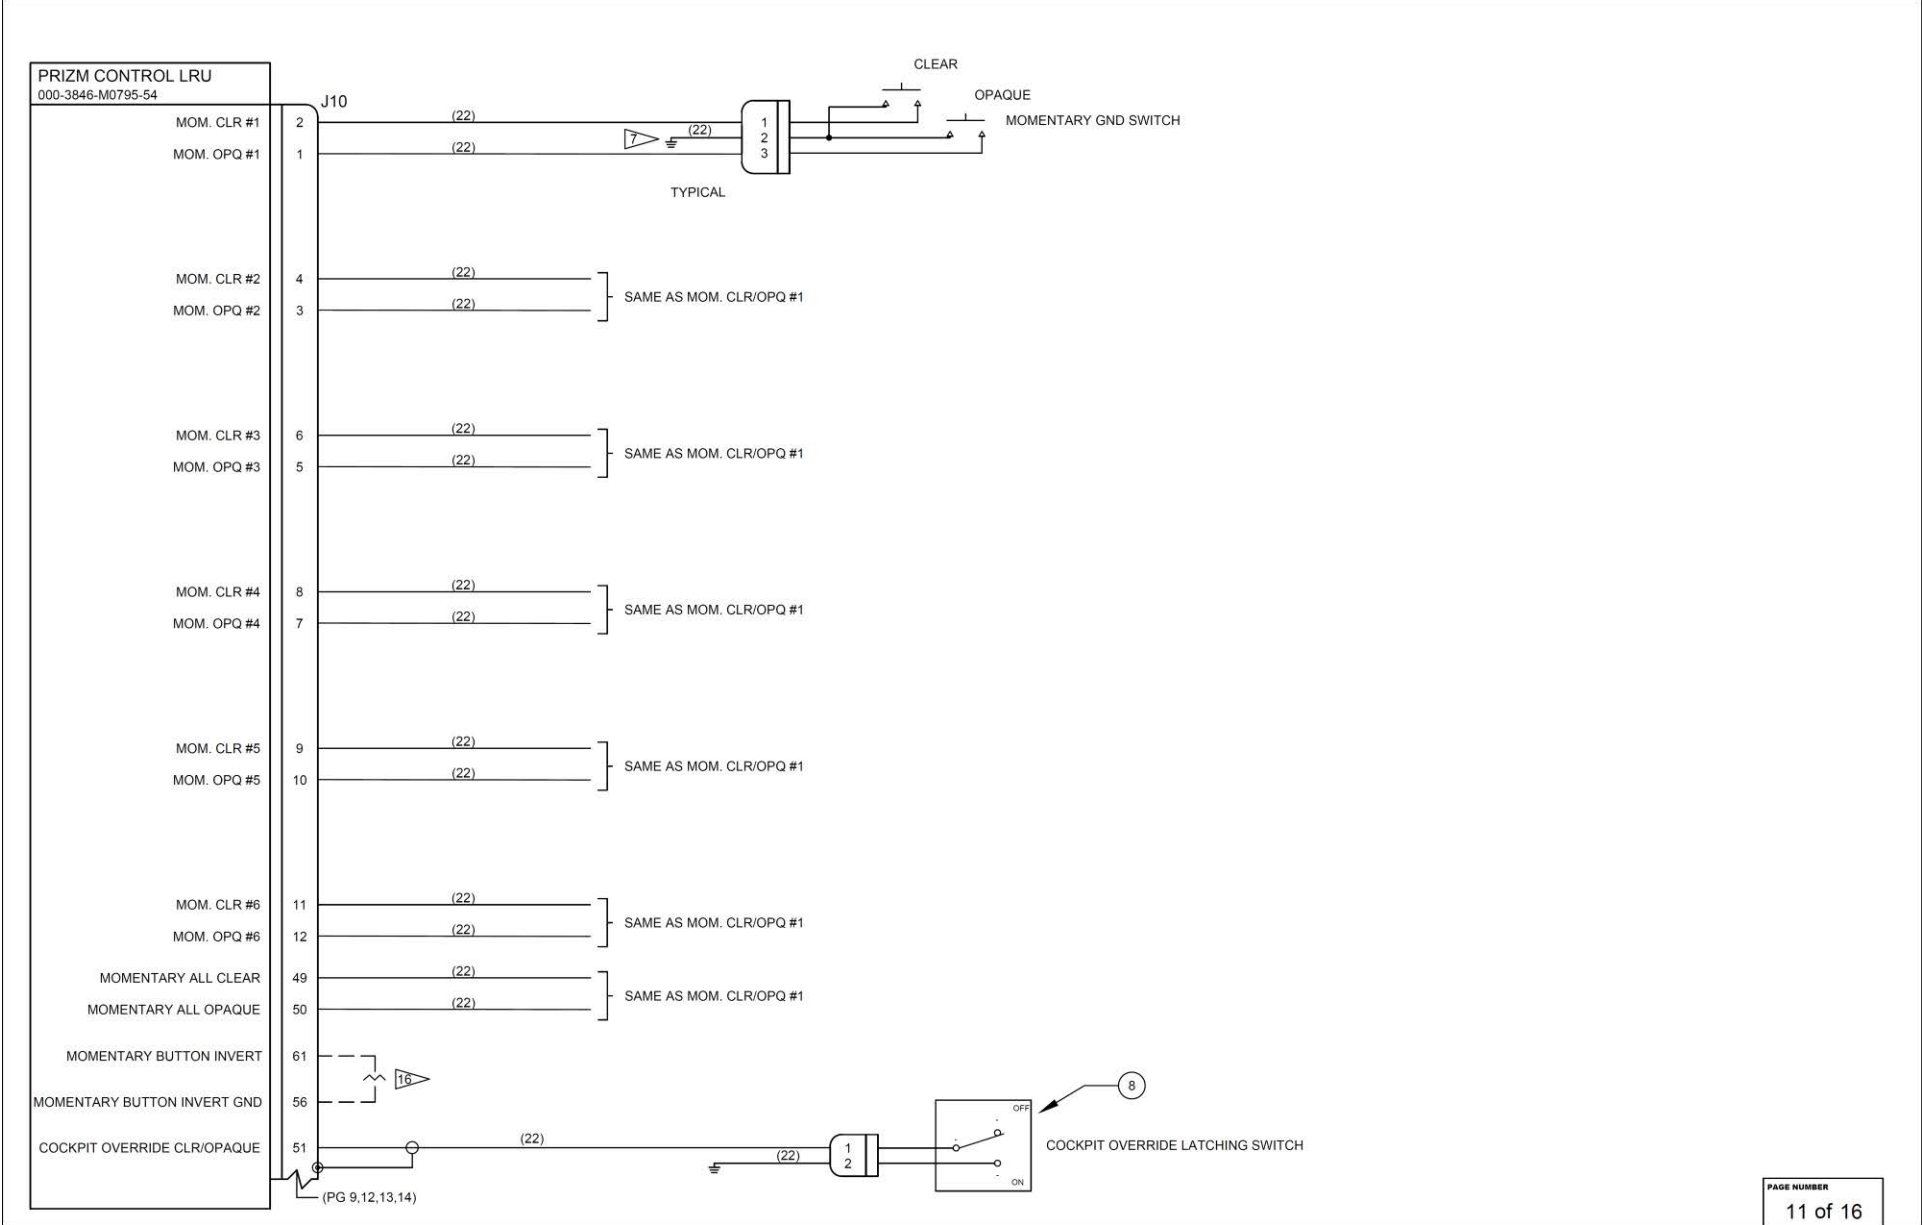 CLEAR
PRIZM CONTROL LRU
000-3846-M0795-54
J10
OPAQUE
MOMENTARY GND SWITCH
MOM. CLR #1 2 (22) 1
7 (22) 2
MOM. OPQ #1 1 (22) 3
TYPICAL
MOM. CLR #2 4 (22)
SAME AS MOM. CLR/OPQ #1
MOM. OPQ #2 3 (22)
MOM. CLR #3 6 (22)
SAME AS MOM. CLR/OPQ #1
MOM. OPQ #3 5 (22)
MOM. CLR #4 8 (22)
SAME AS MOM. CLR/OPQ #1
MOM. OPQ #4 7 (22)
MOM. CLR #5 9 (22)
SAME AS MOM. CLR/OPQ #1
MOM. OPQ #5 10 (22)
MOM. CLR #6 11 (22)
SAME AS MOM. CLR/OPQ #1
MOM. OPQ #6 12 (22)
MOMENTARY ALL CLEAR 49 (22)
SAME AS MOM. CLR/OPQ #1
MOMENTARY ALL OPAQUE 50 (22)
MOMENTARY BUTTON INVERT 61
16
8
MOMENTARY BUTTON INVERT GND 56
OFF
COCKPIT OVERRIDE CLR/OPAQUE 51 (22) 1
COCKPIT OVERRIDE LATCHING SWITCH
(22) 2
ON
(PG 9,12,13,14)
PAGE NUMBER
11 of 16